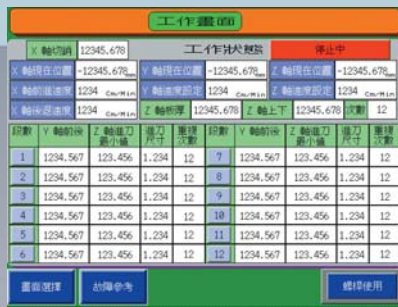 工作畫面
X 軸切銷 12345.678 工作狀態 停止中
X 軸現在位置 -12345.678mm Y 軸現在位置 -12345.678mm Z 軸現在位置 -12345.678mm
X 軸前進速度 1234 Cm/Min Y 軸速度設定 1234 Cm/Min Z 軸速度設定 1234 Cm/Min
X 軸後退速度 1234 Cm/Min Z 軸板厚 12345.678 Z 軸上下 12345.678 次數 12
段數 Y 軸前後 Z 軸進刀最小値 進刀尺寸 重複次數 段數 Y 軸前後 Z 軸進刀最小値 進刀尺寸 重複次數
1 1234.567 123.456 1.234 12 7 1234.567 123.456 1.234 12
2 1234.567 123.456 1.234 12 8 1234.567 123.456 1.234 12
3 1234.567 123.456 1.234 12 9 1234.567 123.456 1.234 12
4 1234.567 123.456 1.234 12 10 1234.567 123.456 1.234 12
5 1234.567 123.456 1.234 12 11 1234.567 123.456 1.234 12
6 1234.567 123.456 1.234 12 12 1234.567 123.456 1.234 12
畫面選擇 故障參考 螺桿使用